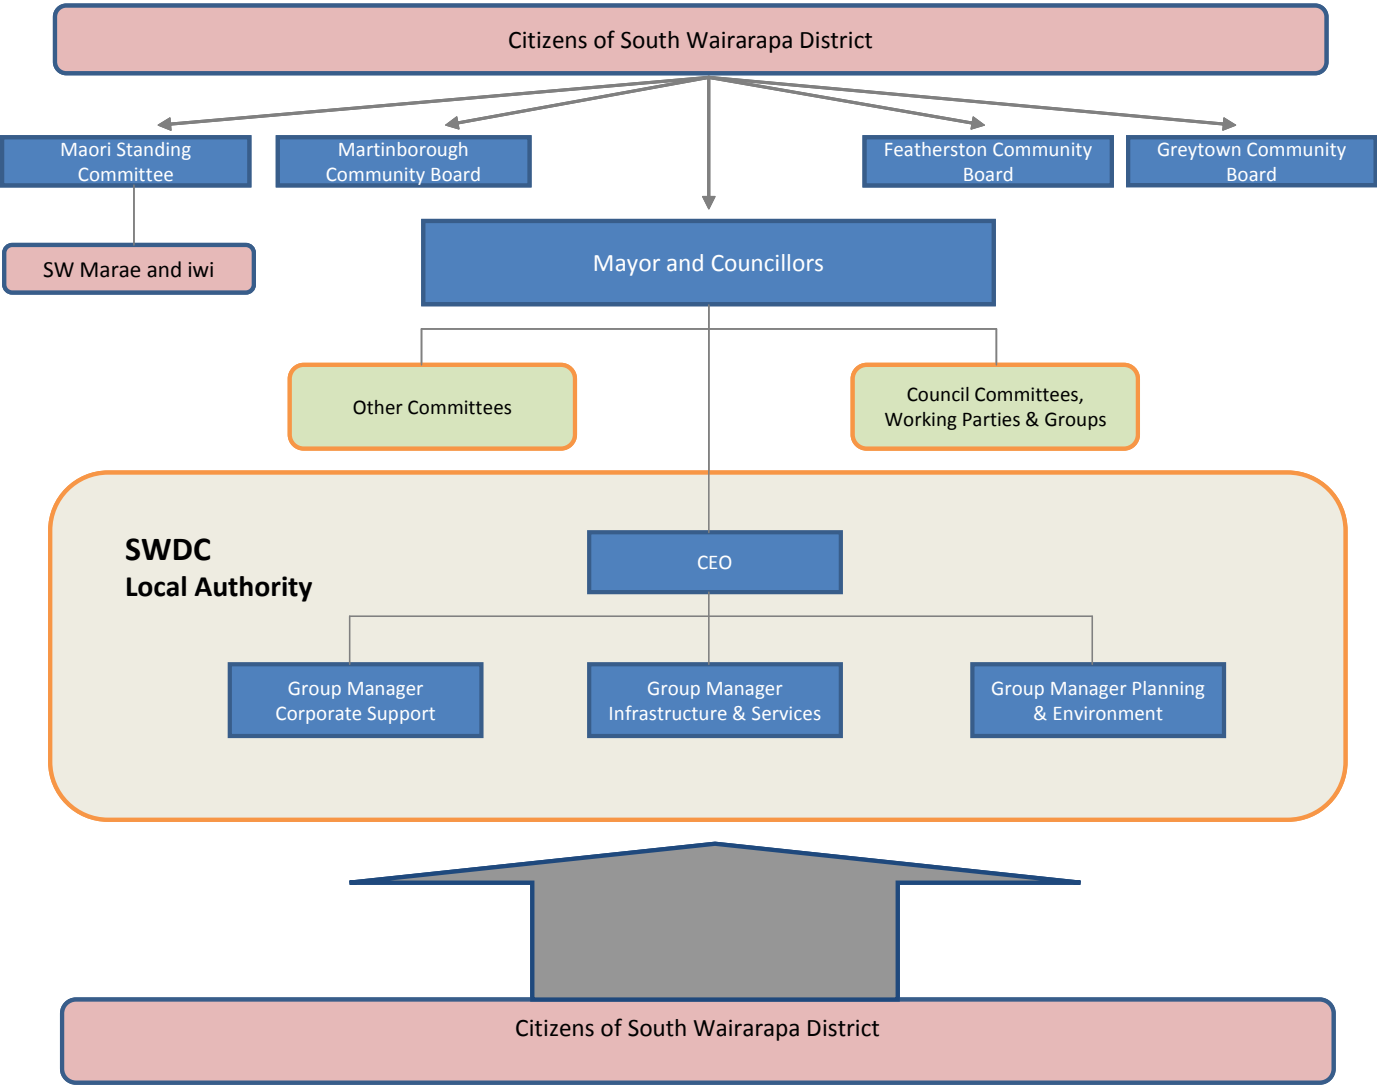 Citizens of South Wairarapa District
Maori Standing
Committee
Martinborough
Community Board
Featherston Community
Board
Greytown Community
Board
SW Marae and iwi
Mayor and Councillors
Other Committees
Council Committees,
Working Parties & Groups
SWDC
Local Authority
CEO
Group Manager
Corporate Support
Group Manager
Infrastructure & Services
Group Manager Planning
& Environment
Citizens of South Wairarapa District